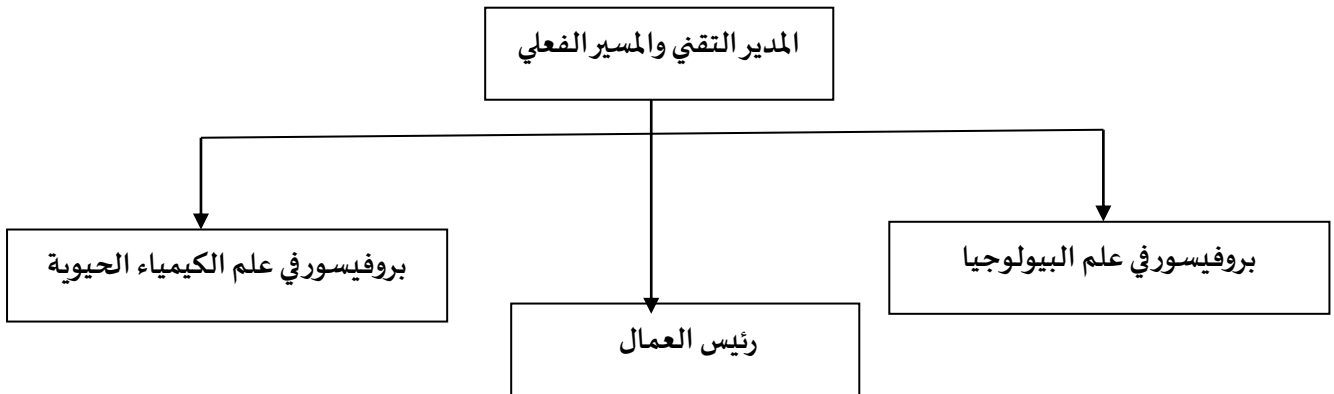 المدير التقني والمسير الفعلي
بروفيسور في علم البيولوجيا
بروفيسور في علم الكيمياء الحيوية
رئيس العمال